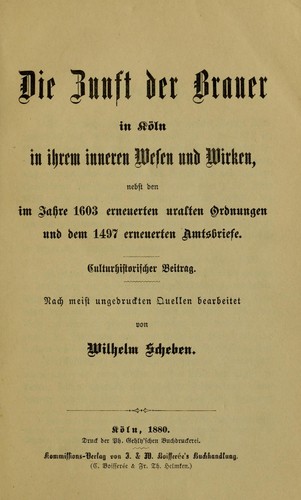 Die Zunft der Brauer
in Köln
in ihrem inneren Wesen und Wirken,
nebst den
im Jahre 1603 erneuerten uralten Ordnungen
und dem 1497 erneuerten Amtsbriefe.
Culturhistorischer Beitrag.
Nach meist ungedruckten Quellen bearbeitet
von
Wilhelm Scheben.
Köln, 1880.
Druck der Ph. Gehly'schen Buchdruckerei.
Kommissions-Verlag von J. & W. Boisserée's Buchhandlung.
(C. Boisserée & Fr. Th. Helmken.)